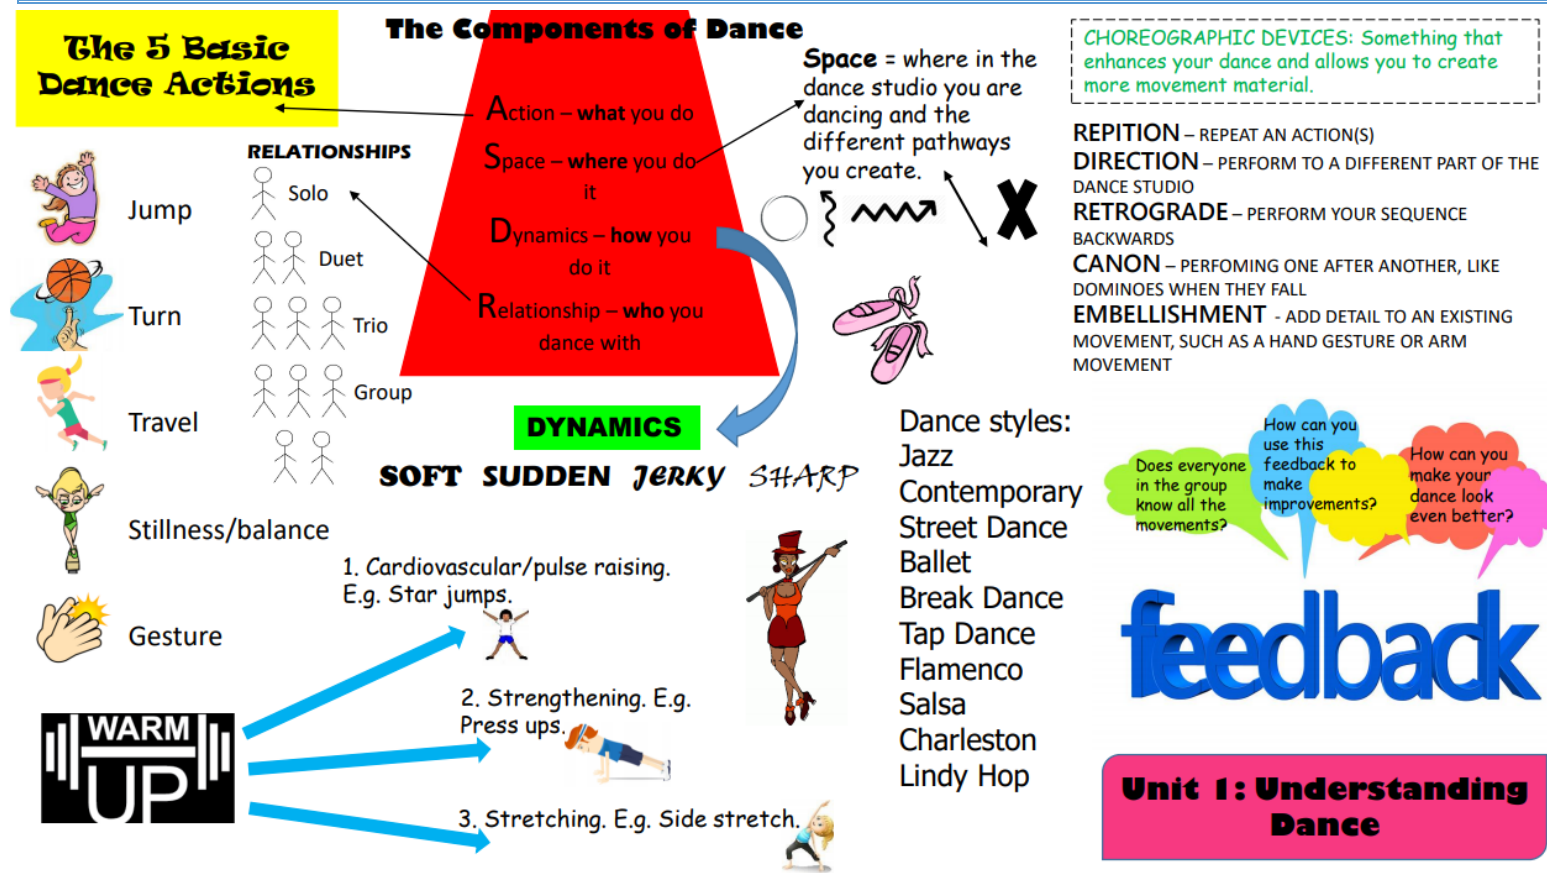 The 5 Basic
Dance Actions
Jump
Turn
Travel
Stillness/balance
Gesture
RELATIONSHIPS
Solo
Duet
Trio
Group
The Components of Dance
Action – what you do
Space – where you do
it
Dynamics – how you
do it
Relationship – who you
dance with
Space = where in the
dance studio you are
dancing and the
different pathways
you create.
DYNAMICS
SOFT SUDDEN JERKY SHARP
WARM
UP
1. Cardiovascular/pulse raising.
E.g. Star jumps.
2. Strengthening. E.g.
Press ups.
3. Stretching. E.g. Side stretch.
Dance styles:
Jazz
Contemporary
Street Dance
Ballet
Break Dance
Tap Dance
Flamenco
Salsa
Charleston
Lindy Hop
CHOREOGRAPHIC DEVICES: Something that
enhances your dance and allows you to create
more movement material.
REPITION – REPEAT AN ACTION(S)
DIRECTION – PERFORM TO A DIFFERENT PART OF THE
DANCE STUDIO
RETROGRADE – PERFORM YOUR SEQUENCE
BACKWARDS
CANON – PERFOMING ONE AFTER ANOTHER, LIKE
DOMINOES WHEN THEY FALL
EMBELLISHMENT - ADD DETAIL TO AN EXISTING
MOVEMENT, SUCH AS A HAND GESTURE OR ARM
MOVEMENT
Does everyone
in the group
know all the
movements?
How can you
use this
feedback to
make
improvements?
How can you
make your
dance look
even better?
feedback
Unit 1: Understanding
Dance